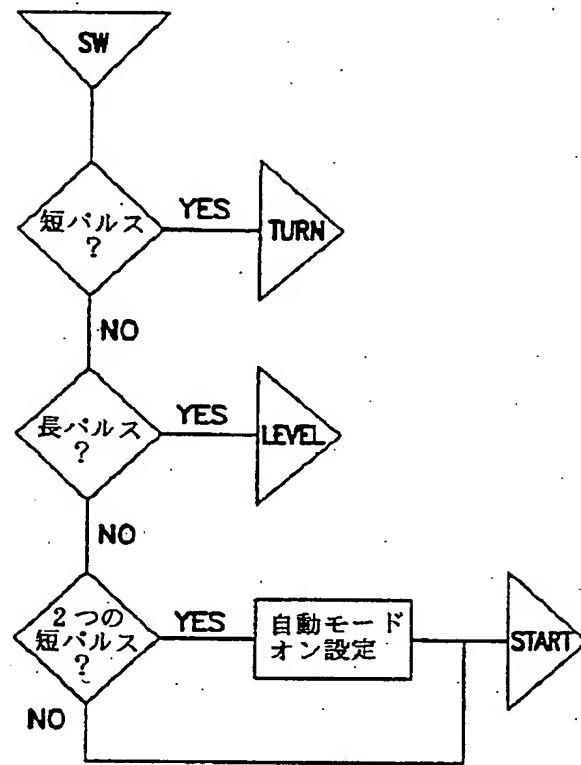 SW
短パルス
?
YES
TURN
NO
長パルス
?
YES
LEVEL
NO
2つの
短パルス
?
YES
自動モード
オン設定
START
NO